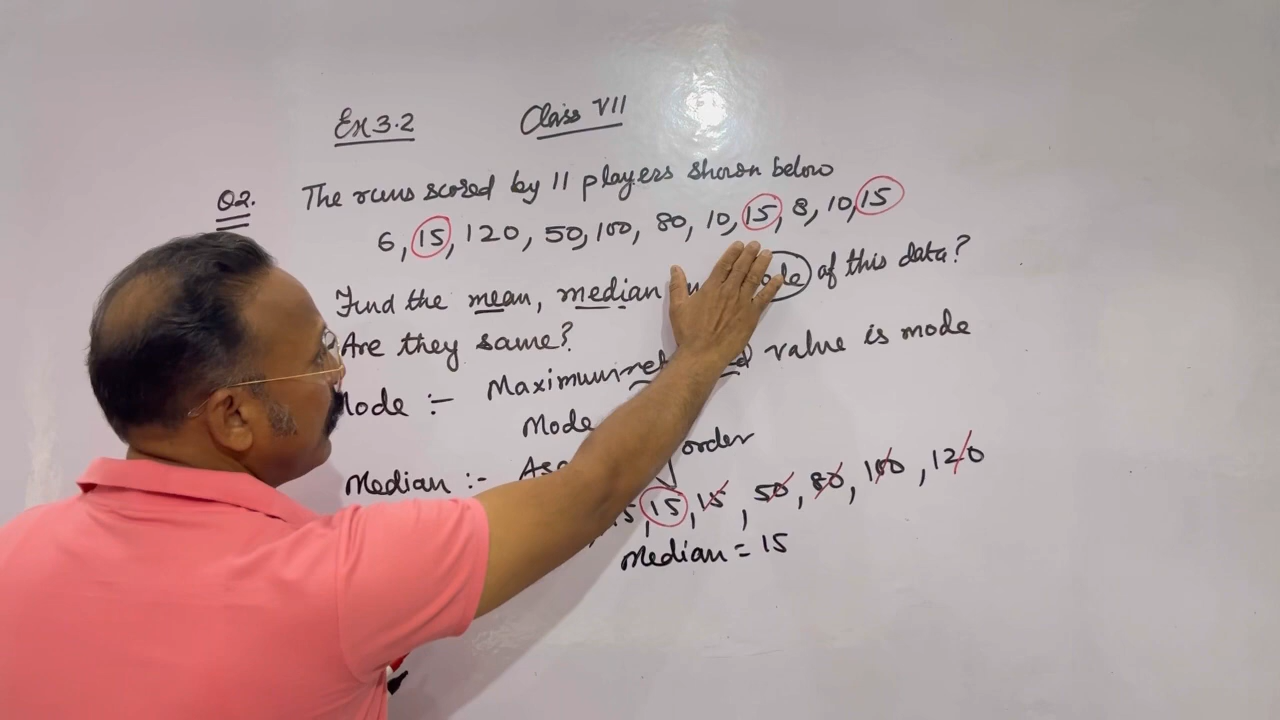 Ex 3.2 Class VII
Q2. The runs scored by 11 players shown below
6, 15, 120, 50, 100, 80, 10, 15, 8, 10, 15
Find the mean, median of this data?
Are they same?
Mode :- Maximum value is mode
Mode
Median :- order
15, 15, 15, 50, 80, 100, 120
Median = 15